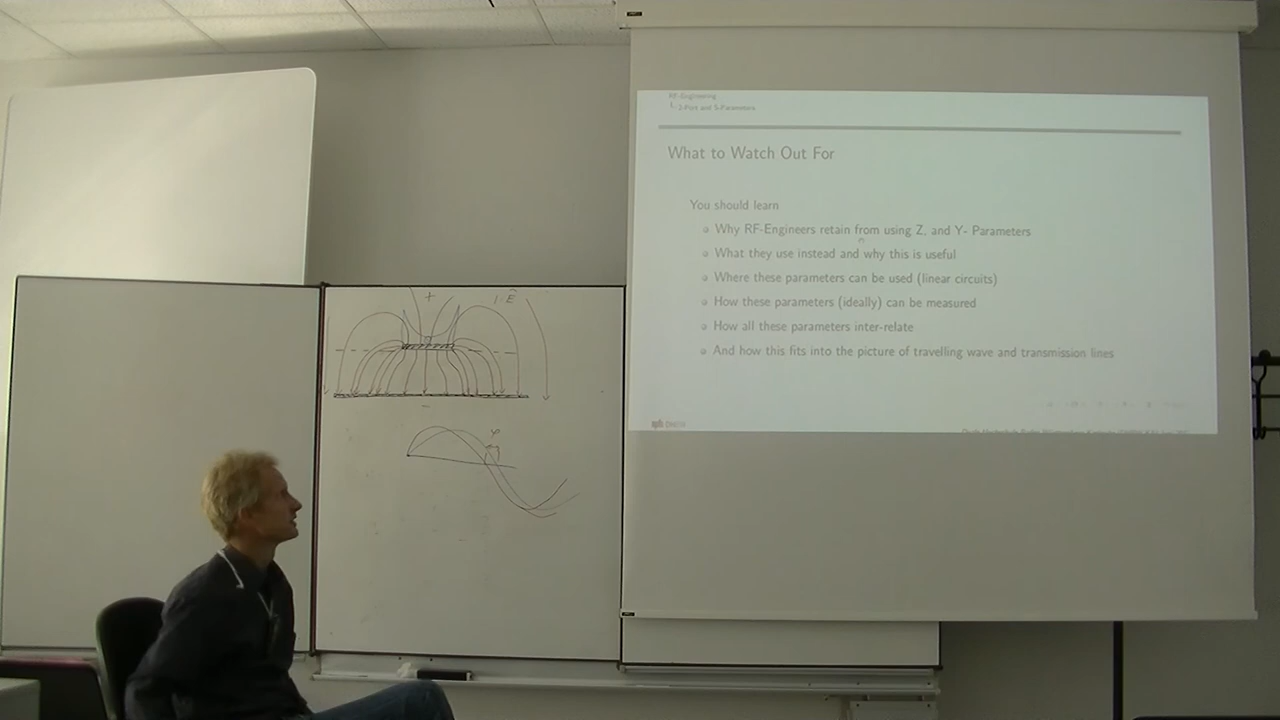 RF-Engineering
2-Port and S-Parameters
What to Watch Out For
You should learn
Why RF-Engineers retain from using Z, and Y- Parameters
What they use instead and why this is useful
Where these parameters can be used (linear circuits)
How these parameters (ideally) can be measured
How all these parameters inter-relate
And how this fits into the picture of travelling wave and transmission lines
+
E
-
φ